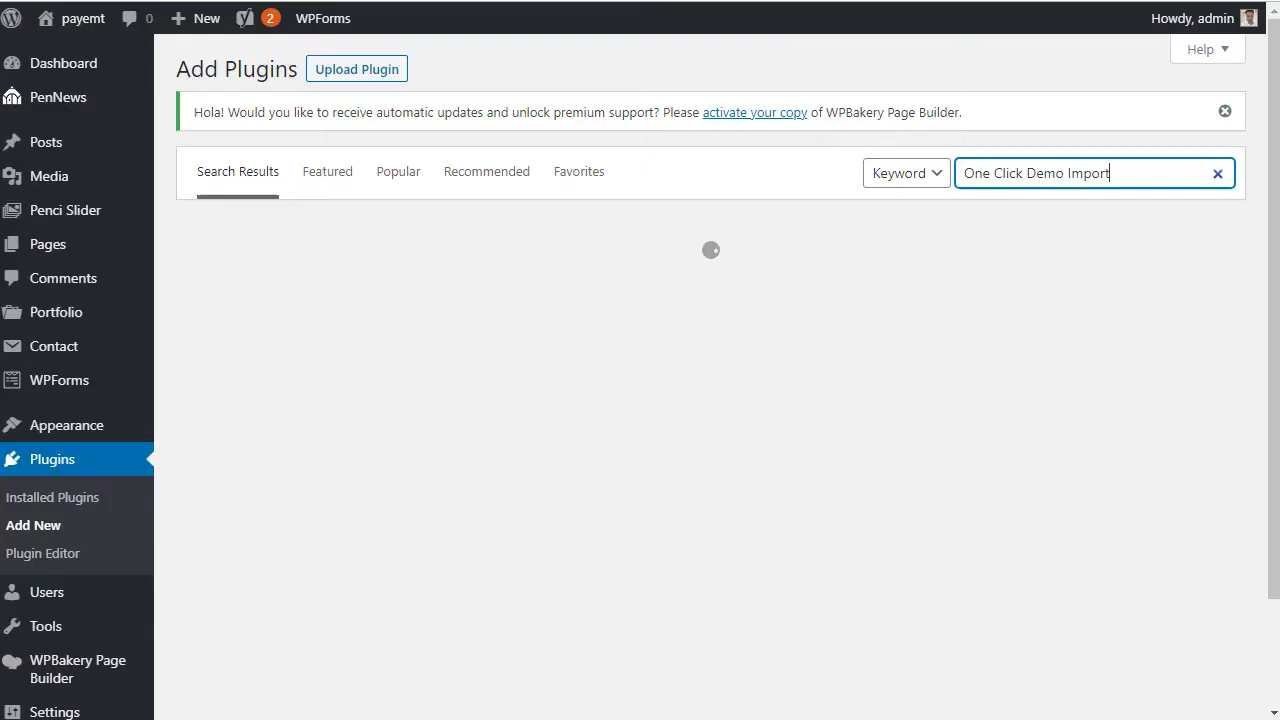 payemt 0 New 2 WPForms Howdy, admin
Help
Add Plugins Upload Plugin
Hola! Would you like to receive automatic updates and unlock premium support? Please activate your copy of WPBakery Page Builder.
Search Results Featured Popular Recommended Favorites Keyword One Click Demo Import
Dashboard
PenNews
Posts
Media
Penci Slider
Pages
Comments
Portfolio
Contact
WPForms
Appearance
Plugins
Installed Plugins
Add New
Plugin Editor
Users
Tools
WPBakery Page
Builder
Settings